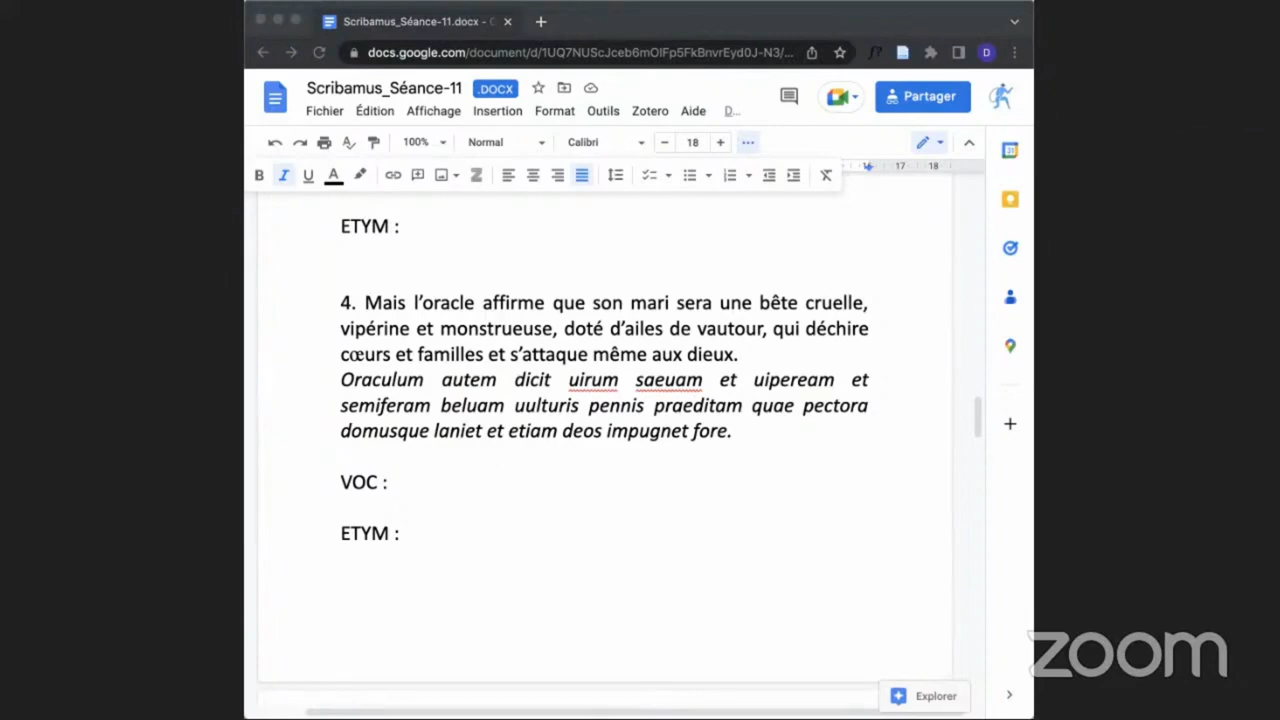 Scribamus_Séance-11.docx -
docs.google.com/document/d/1UQ7NUScJceb6mOIFp5FkBnvrEyd0J-N3/...
Scribamus_Séance-11 .DOCX
Partager
Fichier Édition Affichage Insertion Format Outils Zotero Aide D...
100% Normal Calibri 18
B I U A Z
16 17 18
ETYM :
4. Mais l’oracle affirme que son mari sera une bête cruelle,
vipérine et monstrueuse, doté d’ailes de vautour, qui déchire
cœurs et familles et s’attaque même aux dieux.
Oraculum autem dicit uirum saeuam et uipeream et
semiferam beluam uulturis pennis praeditam quae pectora
domusque laniet et etiam deos impugnet fore.
VOC :
ETYM :
Explorer
zoom